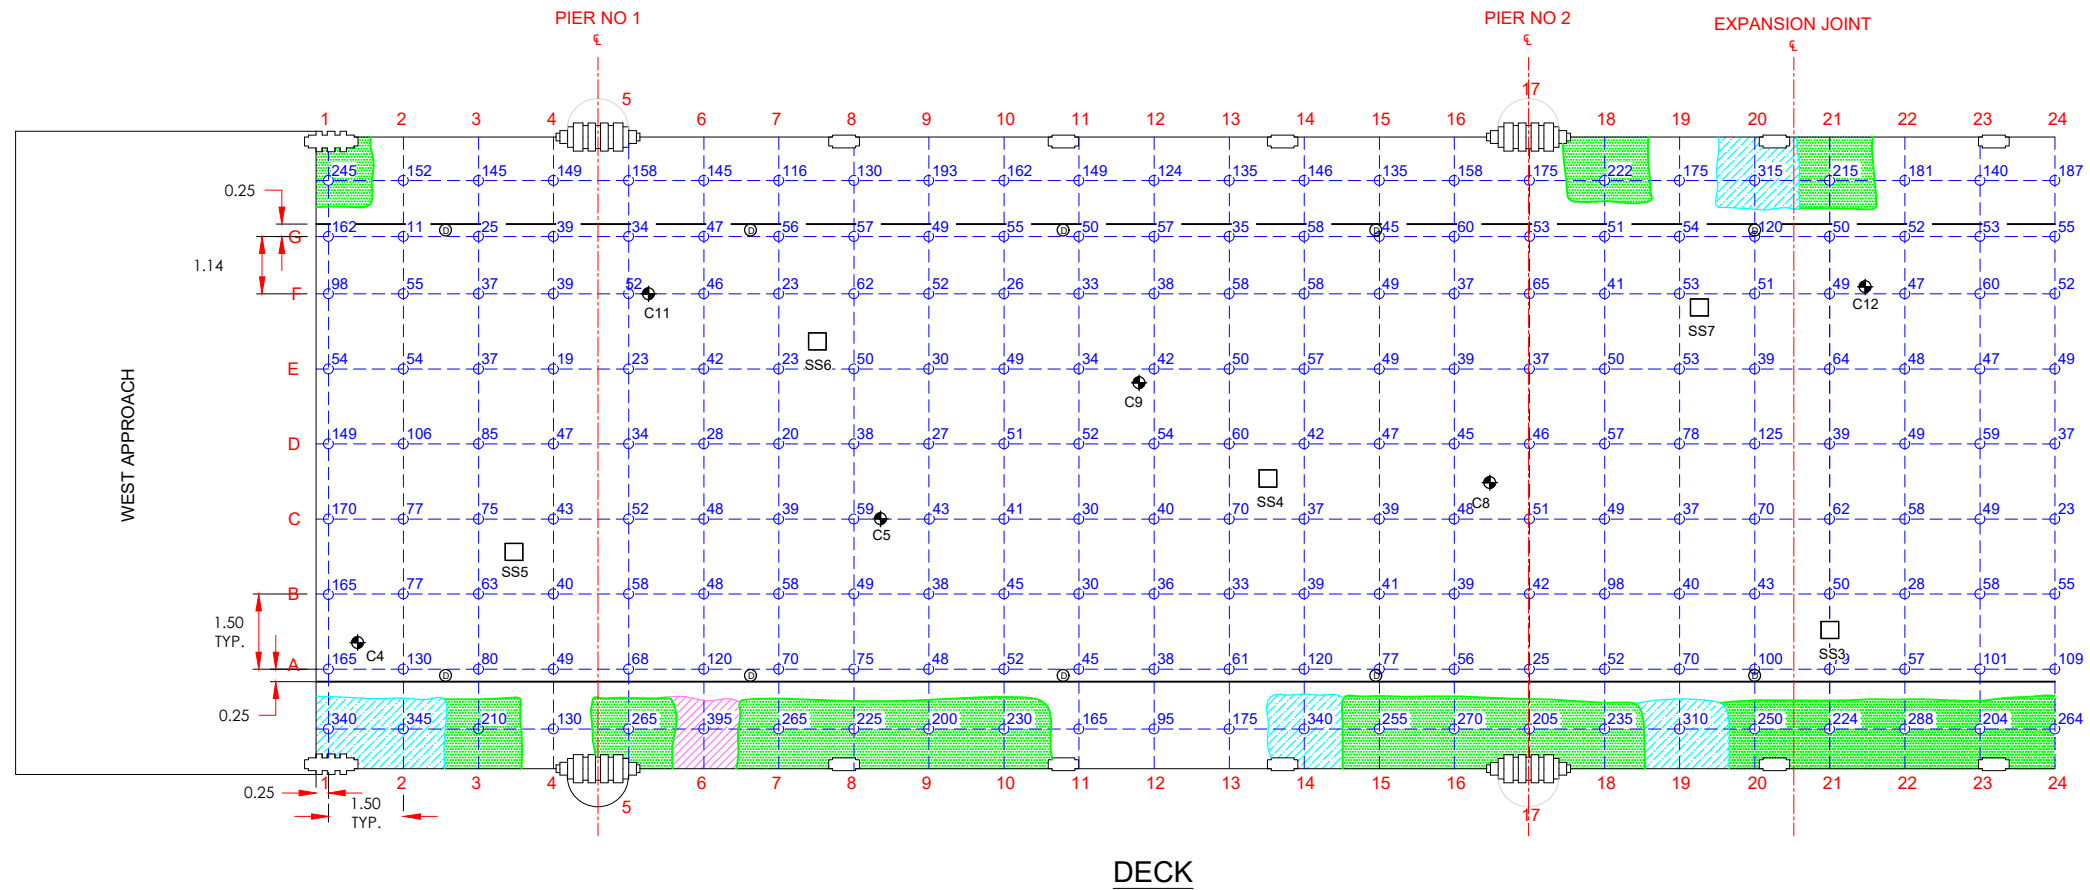 PIER NO 1
PIER NO 2
EXPANSION JOINT
℄ ℄ ℄
1 2 3 4 5 6 7 8 9 10 11 12 13 14 15 16 17 18 19 20 21 22 23 24
245 152 145 149 158 145 116 130 193 162 149 124 135 146 135 158 175 222 175 315 215 181 140 187
0.25
D D D D D
G 162 11 25 39 34 47 56 57 49 55 50 57 35 58 45 60 53 51 54 120 50 52 53 55
1.14
F 98 55 37 39 52 46 23 62 52 26 33 38 58 58 49 37 65 41 53 51 49 47 60 52
C11 C12
SS7
SS6
E 54 54 37 19 23 42 23 50 30 49 34 42 50 57 49 39 37 50 53 39 64 48 47 49
C9
WEST APPROACH
D 149 106 85 47 34 28 20 38 27 51 52 54 60 42 47 45 46 57 78 125 39 49 59 37
SS4 C8
C 170 77 75 43 52 48 39 59 43 41 30 40 70 37 39 48 51 49 37 70 62 58 49 23
C5
SS5
B 165 77 63 40 58 48 58 49 38 45 30 36 33 39 41 39 42 98 40 43 50 28 58 55
1.50
TYP.
C4 SS3
A 165 130 80 49 68 120 70 75 48 52 45 38 61 120 77 56 25 52 70 100 57 101 109
D D D D D
0.25
340 345 210 130 265 395 265 225 200 230 165 95 175 340 255 270 205 235 310 250 224 288 204 264
1 2 3 4 5 6 7 8 9 10 11 12 13 14 15 16 17 18 19 20 21 22 23 24
0.25 1.50
TYP.
DECK